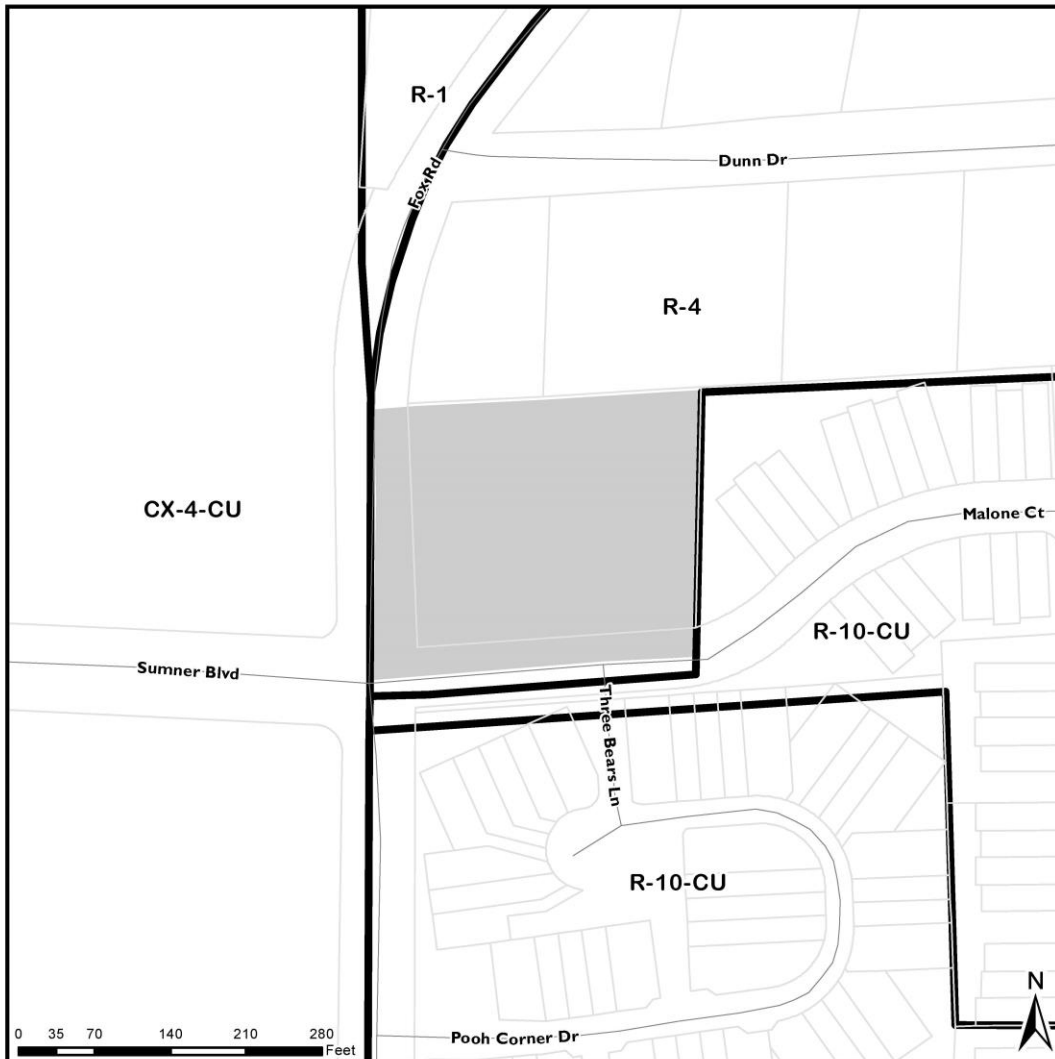 R-1
Fox Rd
Dunn Dr
R-4
CX-4-CU
Malone Ct
R-10-CU
Sumner Blvd
Three Bears Ln
R-10-CU
Pooh Corner Dr
N
0 35 70 140 210 280
Feet